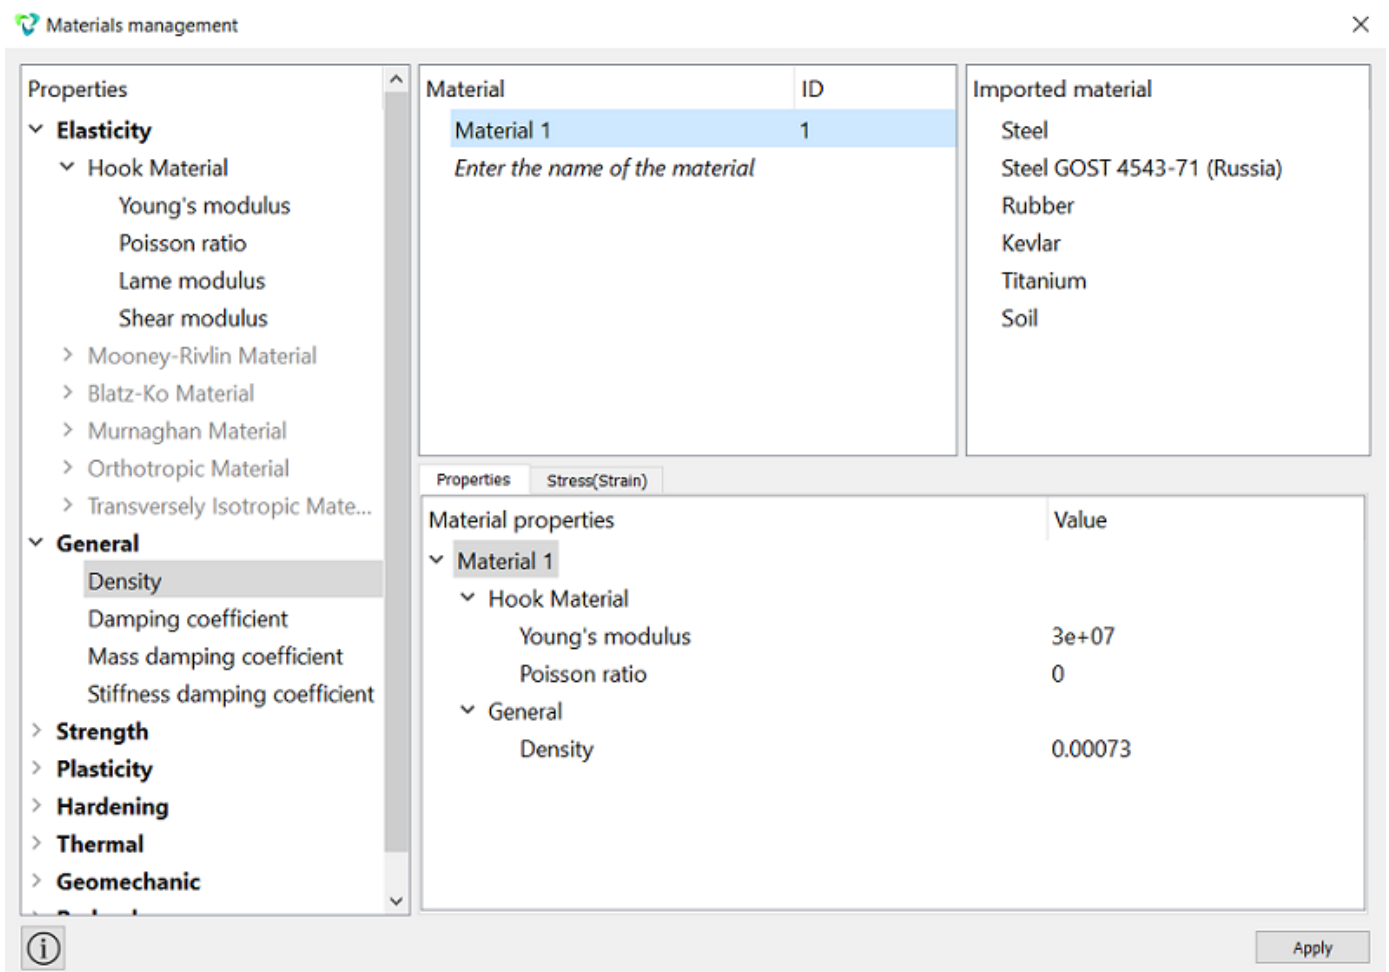 Materials management
Properties
Elasticity
Hook Material
Young's modulus
Poisson ratio
Lame modulus
Shear modulus
Mooney-Rivlin Material
Blatz-Ko Material
Murnaghan Material
Orthotropic Material
Transversely Isotropic Mate...
General
Density
Damping coefficient
Mass damping coefficient
Stiffness damping coefficient
Strength
Plasticity
Hardening
Thermal
Geomechanic
Material ID
Material 1 1
Enter the name of the material
Imported material
Steel
Steel GOST 4543-71 (Russia)
Rubber
Kevlar
Titanium
Soil
Properties Stress(Strain)
Material properties Value
Material 1
Hook Material
Young's modulus 3e+07
Poisson ratio 0
General
Density 0.00073
Apply